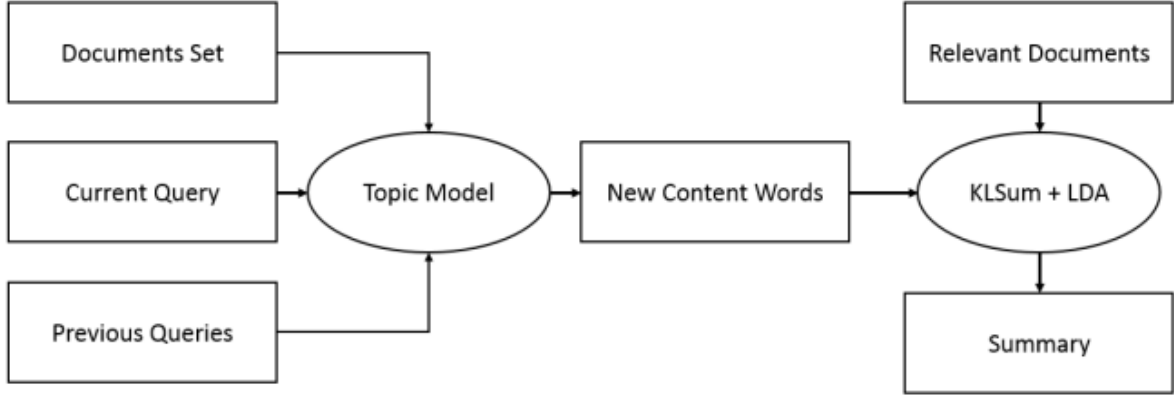 Documents Set
Current Query
Previous Queries
Topic Model
New Content Words
Relevant Documents
KLSum + LDA
Summary